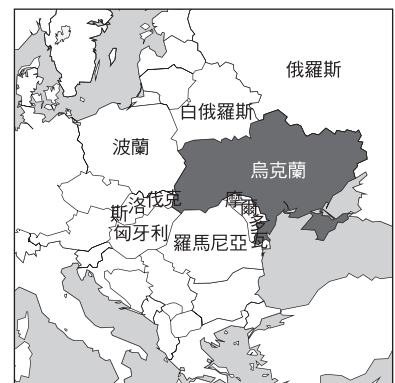 俄羅斯
白俄羅斯
波蘭
烏克蘭
斯洛伐克
摩爾多瓦
匈牙利
羅馬尼亞